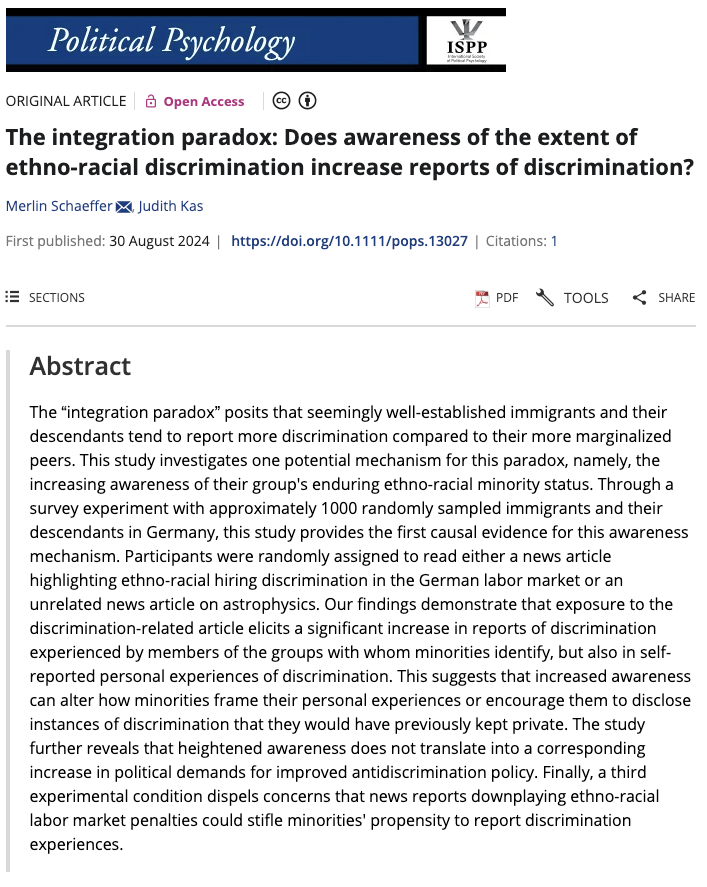 Political Psychology
ISPP
International Society
of Political Psychology
ORIGINAL ARTICLE
Open Access
cc
The integration paradox: Does awareness of the extent of
ethno-racial discrimination increase reports of discrimination?
Merlin Schaeffer, Judith Kas
First published: 30 August 2024 | https://doi.org/10.1111/pops.13027 | Citations: 1
SECTIONS
PDF
TOOLS
SHARE
Abstract
The “integration paradox” posits that seemingly well-established immigrants and their
descendants tend to report more discrimination compared to their more marginalized
peers. This study investigates one potential mechanism for this paradox, namely, the
increasing awareness of their group's enduring ethno-racial minority status. Through a
survey experiment with approximately 1000 randomly sampled immigrants and their
descendants in Germany, this study provides the first causal evidence for this awareness
mechanism. Participants were randomly assigned to read either a news article
highlighting ethno-racial hiring discrimination in the German labor market or an
unrelated news article on astrophysics. Our findings demonstrate that exposure to the
discrimination-related article elicits a significant increase in reports of discrimination
experienced by members of the groups with whom minorities identify, but also in self-
reported personal experiences of discrimination. This suggests that increased awareness
can alter how minorities frame their personal experiences or encourage them to disclose
instances of discrimination that they would have previously kept private. The study
further reveals that heightened awareness does not translate into a corresponding
increase in political demands for improved antidiscrimination policy. Finally, a third
experimental condition dispels concerns that news reports downplaying ethno-racial
labor market penalties could stifle minorities' propensity to report discrimination
experiences.